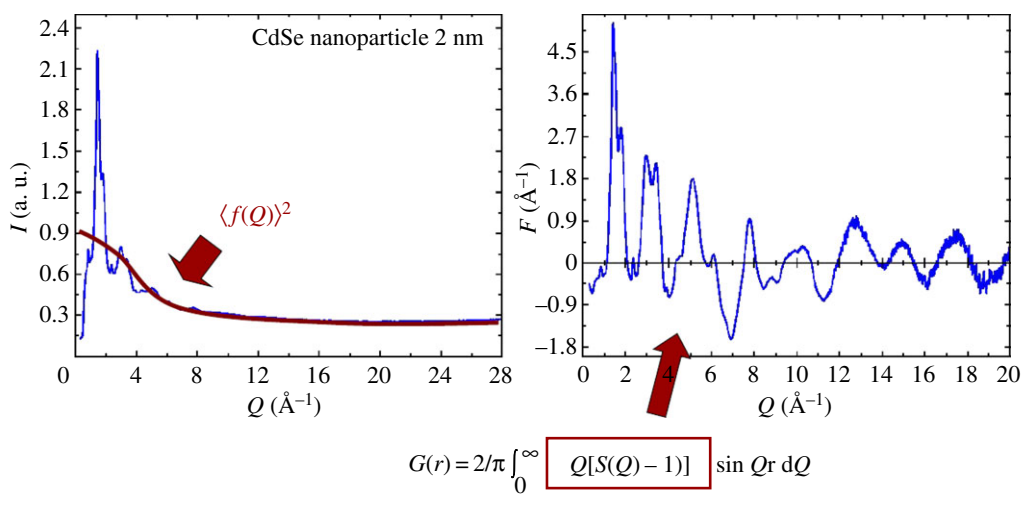 CdSe nanoparticle 2 nm
⟨f(Q)⟩²
I (a. u.)
2.4
2.1
1.8
1.5
1.2
0.9
0.6
0.3
0 4 8 12 16 20 24 28
Q (Å⁻¹)
F (Å⁻¹)
4.5
3.6
2.7
1.8
0.9
0
−0.9
−1.8
0 2 4 6 8 10 12 14 16 18 20
Q (Å⁻¹)
G(r) = 2/π ∫₀^∞ Q[S(Q) – 1)] sin Qr dQ